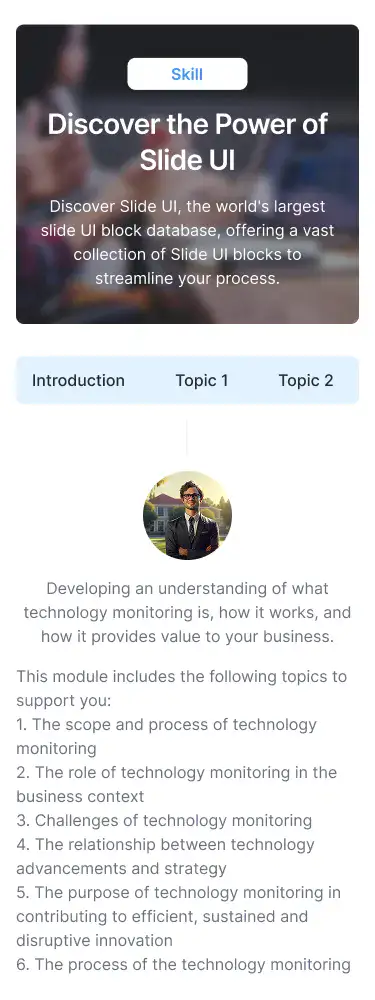 Skill
Discover the Power of
Slide UI
Discover Slide UI, the world's largest
slide UI block database, offering a vast
collection of Slide UI blocks to
streamline your process.
Introduction Topic 1 Topic 2
Developing an understanding of what
technology monitoring is, how it works, and
how it provides value to your business.
This module includes the following topics to
support you:
1. The scope and process of technology
monitoring
2. The role of technology monitoring in the
business context
3. Challenges of technology monitoring
4. The relationship between technology
advancements and strategy
5. The purpose of technology monitoring in
contributing to efficient, sustained and
disruptive innovation
6. The process of the technology monitoring